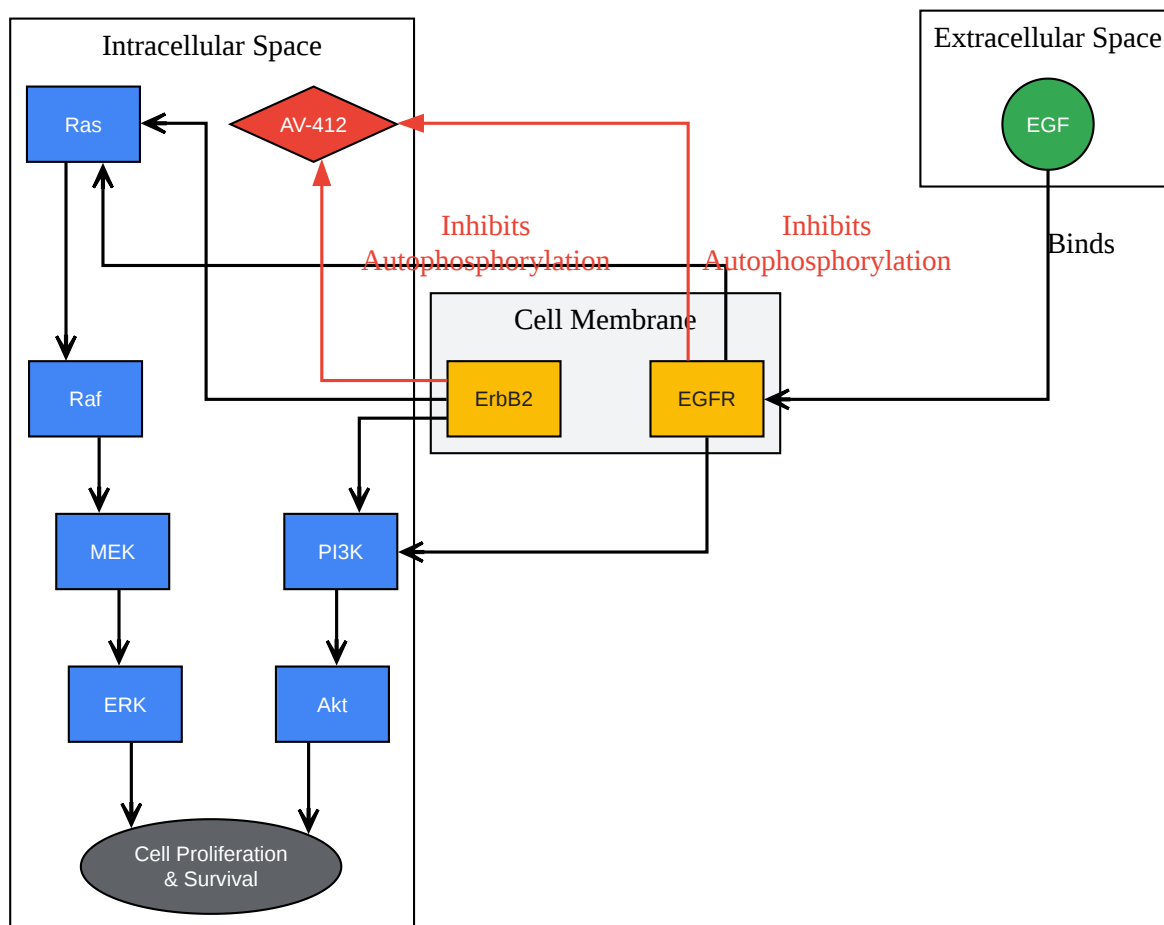 Intracellular Space
Extracellular Space
Ras
AV-412
EGF
Inhibits
Autophosphorylation
Inhibits
Autophosphorylation
Binds
Cell Membrane
Raf
ErbB2
EGFR
MEK
PI3K
ERK
Akt
Cell Proliferation
& Survival